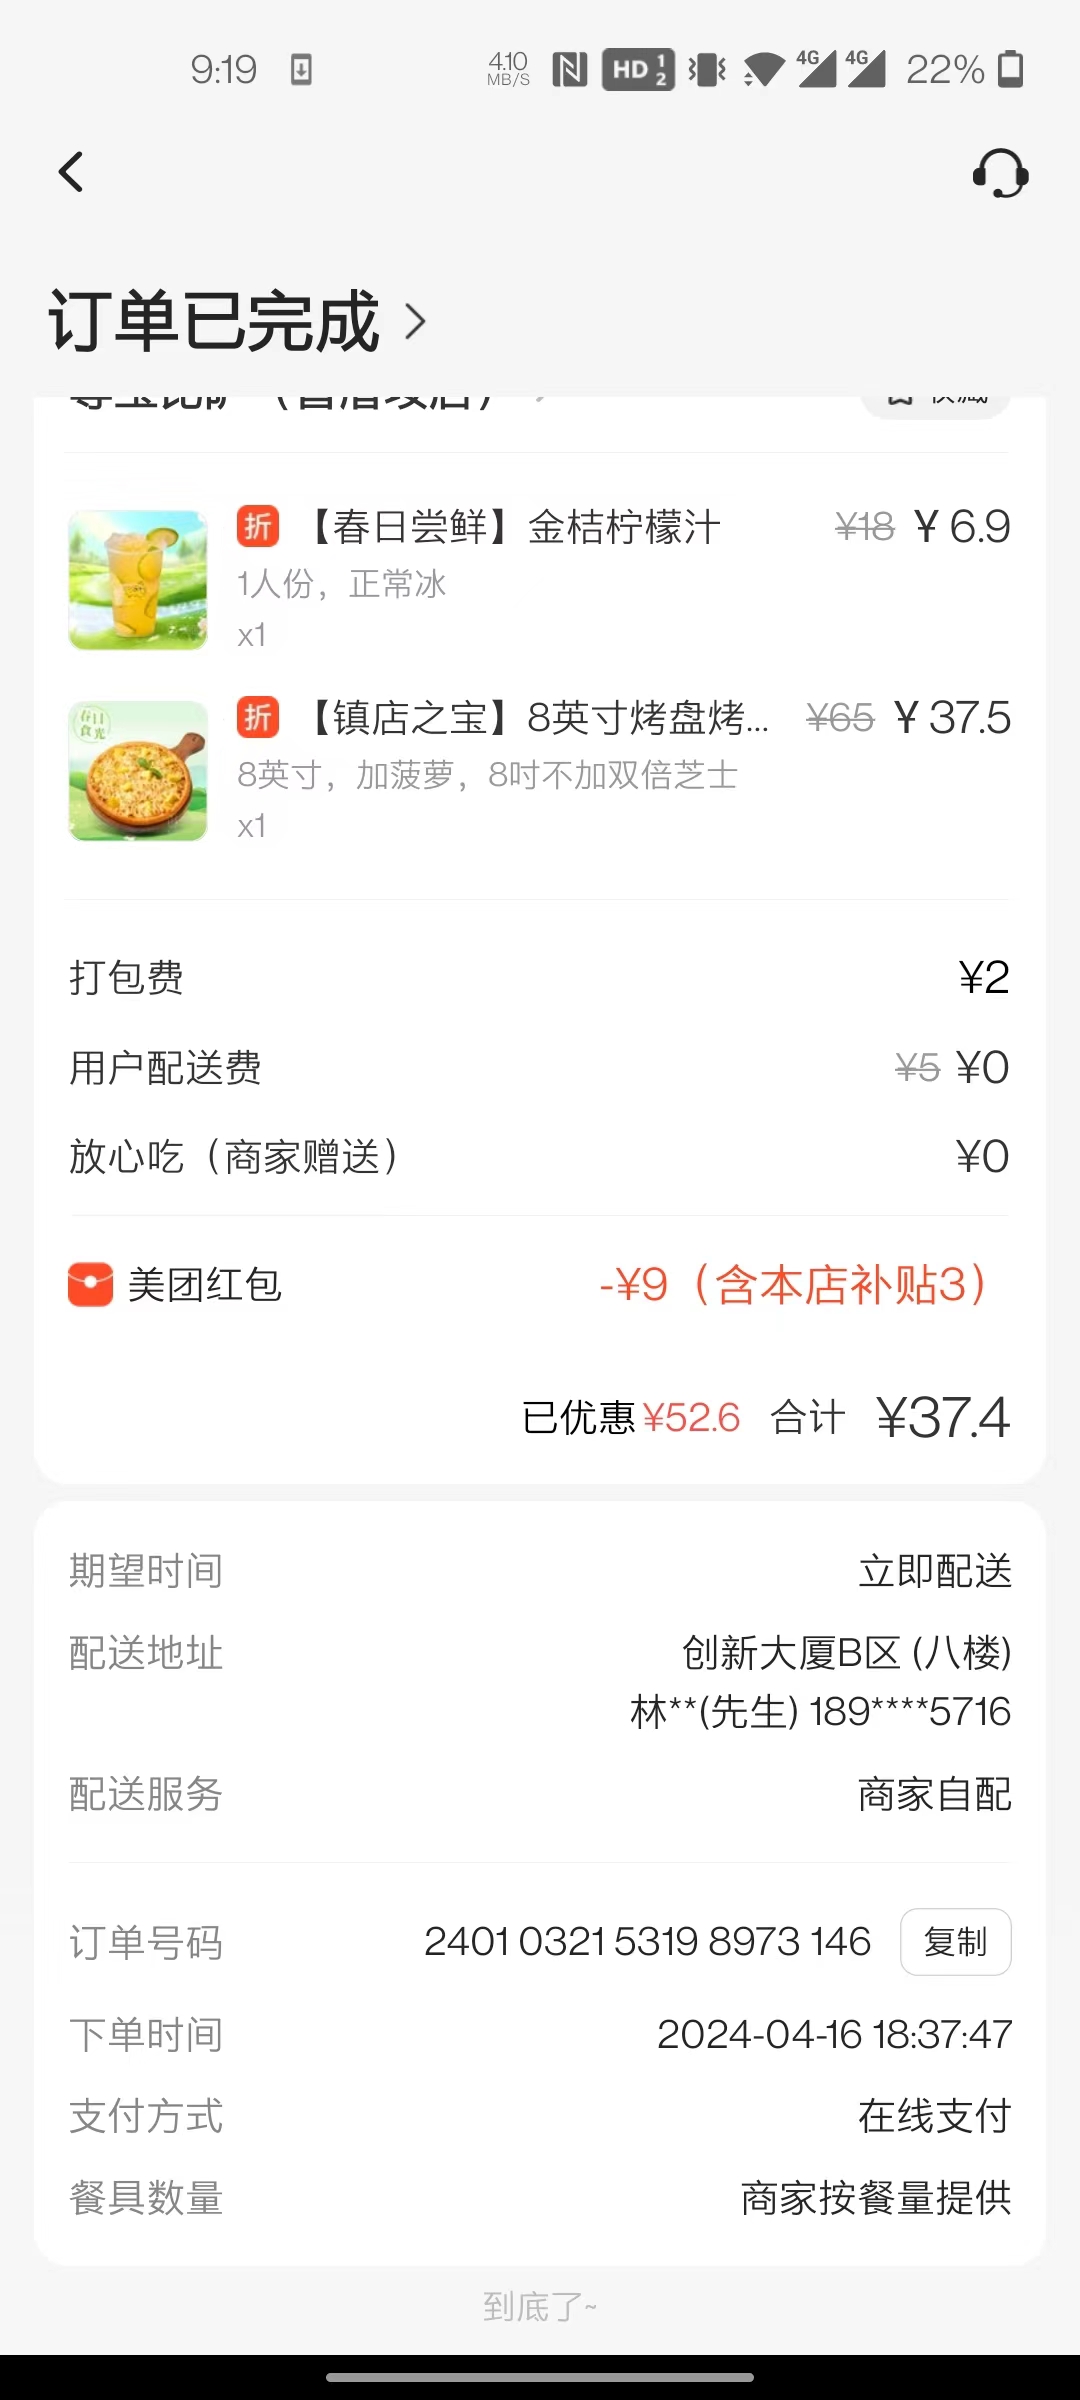 9:19
4.10
MB/S
HD 1 2
4G
4G
22%
订单已完成
折 【春日尝鲜】金桔柠檬汁 ¥18 ¥ 6.9
1人份，正常冰
x1
春日
食光
折 【镇店之宝】8英寸烤盘烤... ¥65 ¥ 37.5
8英寸，加菠萝，8吋不加双倍芝士
x1
打包费 ¥2
用户配送费 ¥5 ¥0
放心吃（商家赠送） ¥0
美团红包 -¥9（含本店补贴3）
已优惠¥52.6 合计 ¥37.4
期望时间 立即配送
配送地址 创新大厦B区 (八楼)
林**(先生) 189****5716
配送服务 商家自配
订单号码 2401 0321 5319 8973 146 复制
下单时间 2024-04-16 18:37:47
支付方式 在线支付
餐具数量 商家按餐量提供
到底了~